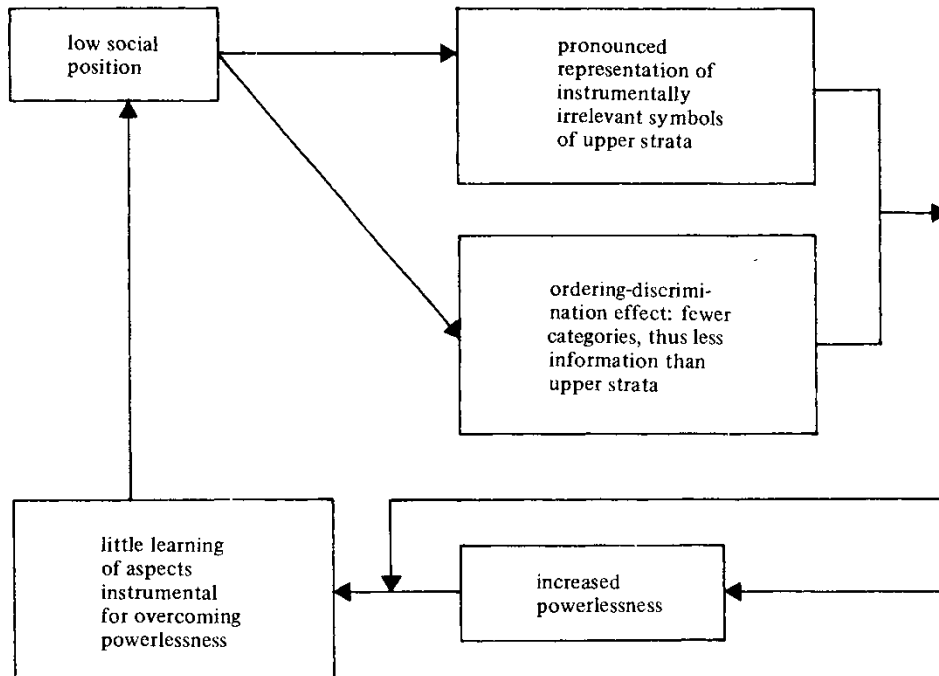 low social
position
pronounced
representation of
instrumentally
irrelevant symbols
of upper strata
ordering-discrimi-
nation effect: fewer
categories, thus less
information than
upper strata
little learning
of aspects
instrumental
for overcoming
powerlessness
increased
powerlessness